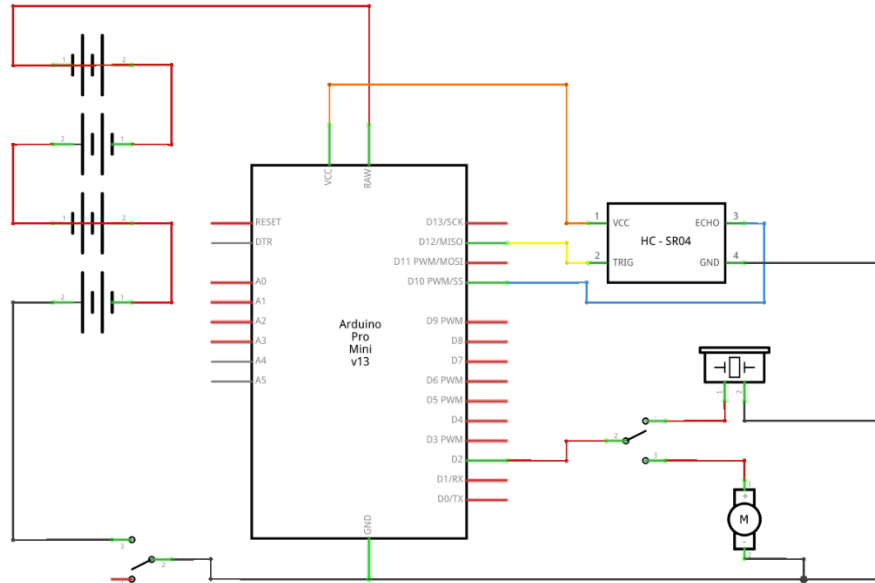 1 2
2 1
1 2
2 1
VCC RAW
RESET D13/SCK
DTR D12/MISO
D11 PWM/MOSI
A0 D10 PWM/SS
A1
A2 D9 PWM
A3 D8
A4 D7
A5 D6 PWM
D5 PWM
D4
D3 PWM
D2
D1/RX
D0/TX
Arduino
Pro
Mini
v13
GND
1 VCC ECHO 3
HC - SR04
2 TRIG GND 4
1 2
2
M
+
-
3
2